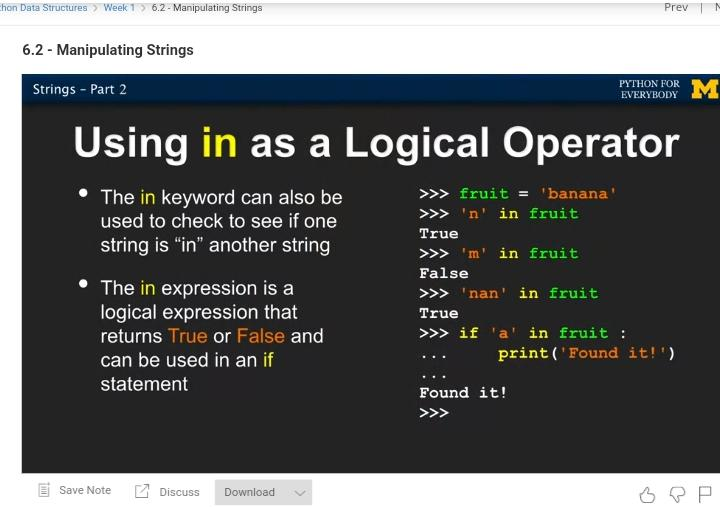 hon Data Structures > Week 1 > 6.2 - Manipulating Strings
Prev |
6.2 - Manipulating Strings
Strings – Part 2
PYTHON FOR
EVERYBODY
M
Using in as a Logical Operator
• The in keyword can also be
used to check to see if one
string is “in” another string
• The in expression is a
logical expression that
returns True or False and
can be used in an if
statement
>>> fruit = 'banana'
>>> 'n' in fruit
True
>>> 'm' in fruit
False
>>> 'nan' in fruit
True
>>> if 'a' in fruit :
...     print('Found it!')
...
Found it!
>>>
Save Note
Discuss
Download